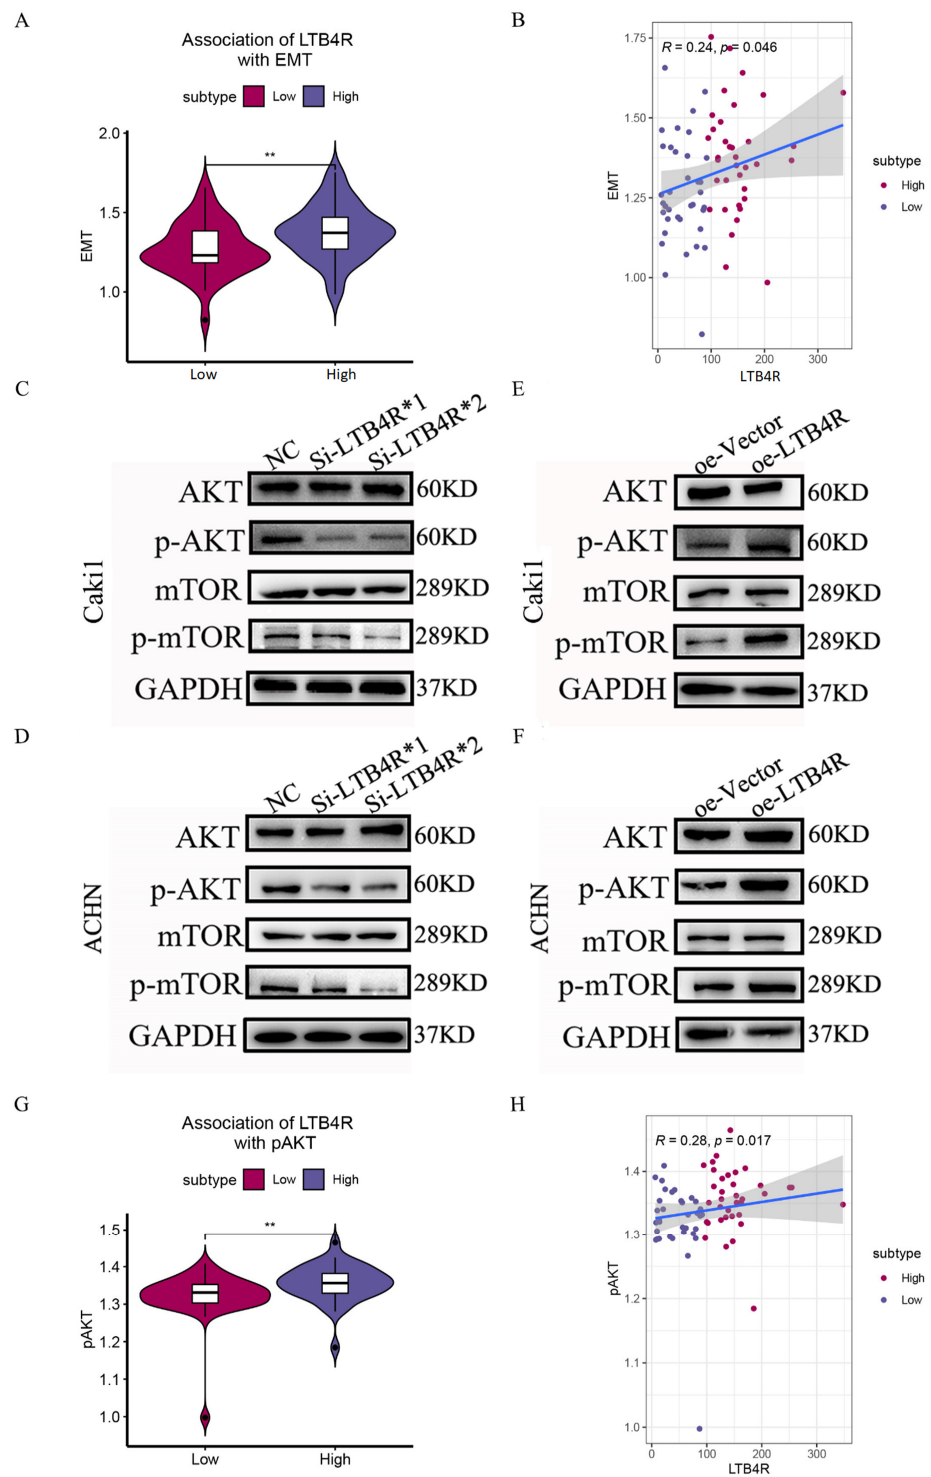 A
Association of LTB4R
with EMT
subtype Low High
2.0
**
1.5
EMT
1.0
Low High
B
1.75
R = 0.24, p = 0.046
1.50
EMT
1.25
1.00
0 100 200 300
LTB4R
subtype
High
Low
C
NC Si-LTB4R*1 Si-LTB4R*2
Caki1
AKT 60KD
p-AKT 60KD
mTOR 289KD
p-mTOR 289KD
GAPDH 37KD
E
oe-Vector oe-LTB4R
Caki1
AKT 60KD
p-AKT 60KD
mTOR 289KD
p-mTOR 289KD
GAPDH 37KD
D
NC Si-LTB4R*1 Si-LTB4R*2
ACHN
AKT 60KD
p-AKT 60KD
mTOR 289KD
p-mTOR 289KD
GAPDH 37KD
F
oe-Vector oe-LTB4R
ACHN
AKT 60KD
p-AKT 60KD
mTOR 289KD
p-mTOR 289KD
GAPDH 37KD
G
Association of LTB4R
with pAKT
subtype Low High
1.5
**
1.4
1.3
pAKT
1.2
1.1
1.0
Low High
H
R = 0.28, p = 0.017
1.4
1.3
pAKT
1.2
1.1
1.0
0 100 200 300
LTB4R
subtype
High
Low